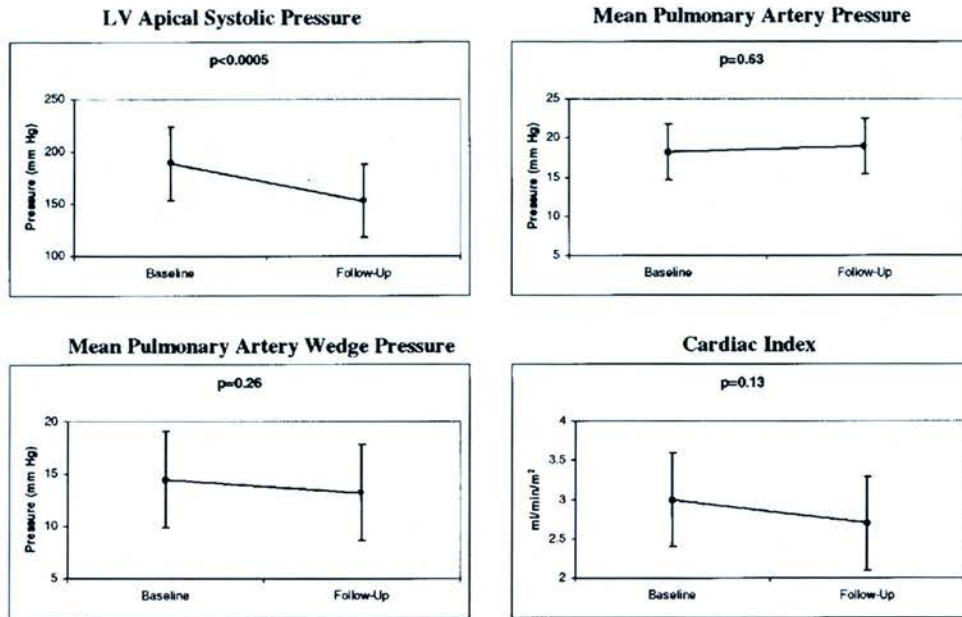 LV Apical Systolic Pressure
p<0.0005
Pressure (mm Hg)
250
200
150
100
Baseline
Follow-Up
Mean Pulmonary Artery Pressure
p=0.63
Pressure (mm Hg)
25
20
15
10
5
Baseline
Follow-Up
Mean Pulmonary Artery Wedge Pressure
p=0.26
Pressure (mm Hg)
20
15
10
5
Baseline
Follow-Up
Cardiac Index
p=0.13
ml/min/m²
4
3.5
3
2.5
2
Baseline
Follow-Up